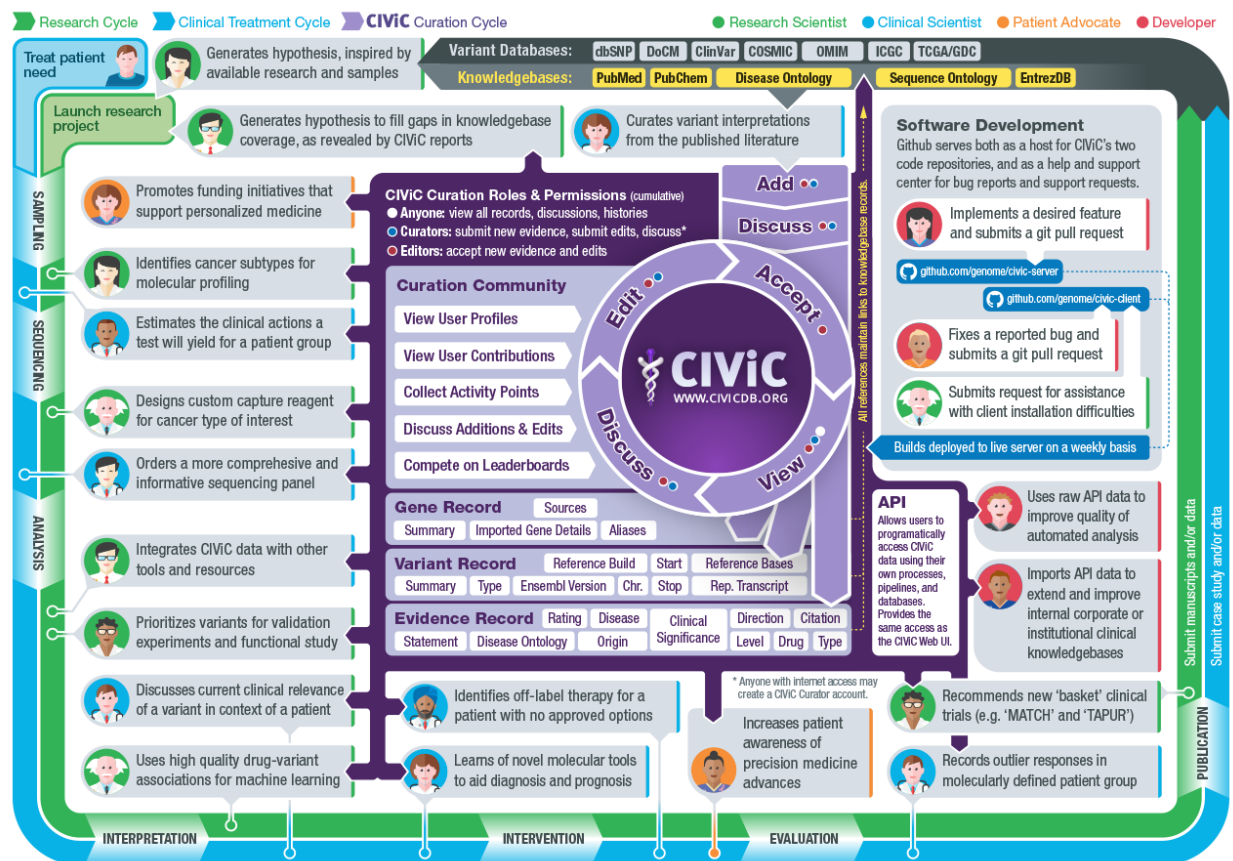 Research Cycle
Clinical Treatment Cycle
CIViC Curation Cycle
Research Scientist
Clinical Scientist
Patient Advocate
Developer
Treat patient
need
Generates hypothesis, inspired by
available research and samples
Variant Databases:
dbSNP
DoCM
ClinVar
COSMIC
OMIM
ICGC
TCGA/GDC
Knowledgebases:
PubMed
PubChem
Disease Ontology
Sequence Ontology
EntrezDB
Launch research
project
Generates hypothesis to fill gaps in knowledgebase
coverage, as revealed by CIViC reports
Curates variant interpretations
from the published literature
SAMPLING
SEQUENCING
ANALYSIS
Promotes funding initiatives that
support personalized medicine
Identifies cancer subtypes for
molecular profiling
Estimates the clinical actions a
test will yield for a patient group
Designs custom capture reagent
for cancer type of interest
Orders a more comprehesive and
informative sequencing panel
Integrates CIViC data with other
tools and resources
Prioritizes variants for validation
experiments and functional study
Discusses current clinical relevance
of a variant in context of a patient
Uses high quality drug-variant
associations for machine learning
CIViC Curation Roles & Permissions (cumulative)
Anyone: view all records, discussions, histories
Curators: submit new evidence, submit edits, discuss*
Editors: accept new evidence and edits
Curation Community
View User Profiles
View User Contributions
Collect Activity Points
Discuss Additions & Edits
Compete on Leaderboards
Add
Discuss
Edit
Accept
Discuss
View
CIViC
WWW.CIVICDB.ORG
All references maintain links to knowledgebase records.
Gene Record
Sources
Summary
Imported Gene Details
Aliases
Variant Record
Reference Build
Start
Reference Bases
Summary
Type
Ensembl Version
Chr.
Stop
Rep. Transcript
Evidence Record
Rating
Disease
Clinical
Significance
Direction
Citation
Statement
Disease Ontology
Origin
Level
Drug
Type
Software Development
Github serves both as a host for CIViC's two
code repositories, and as a help and support
center for bug reports and support requests.
Implements a desired feature
and submits a git pull request
github.com/genome/civic-server
github.com/genome/civic-client
Fixes a reported bug and
submits a git pull request
Submits request for assistance
with client installation difficulties
Builds deployed to live server on a weekly basis
API
Allows users to
programatically
access CIViC
data using their
own processes,
pipelines, and
databases.
Provides the
same access as
the CIViC Web UI.
Uses raw API data to
improve quality of
automated analysis
Imports API data to
extend and improve
internal corporate or
institutional clinical
knowledgebases
Identifies off-label therapy for a
patient with no approved options
Learns of novel molecular tools
to aid diagnosis and prognosis
* Anyone with internet access may
create a CIViC Curator account.
Increases patient
awareness of
precision medicine
advances
Recommends new 'basket' clinical
trials (e.g. 'MATCH' and 'TAPUR')
Records outlier responses in
molecularly defined patient group
Submit manuscripts and/or data
Submit case study and/or data
PUBLICATION
INTERPRETATION
INTERVENTION
EVALUATION